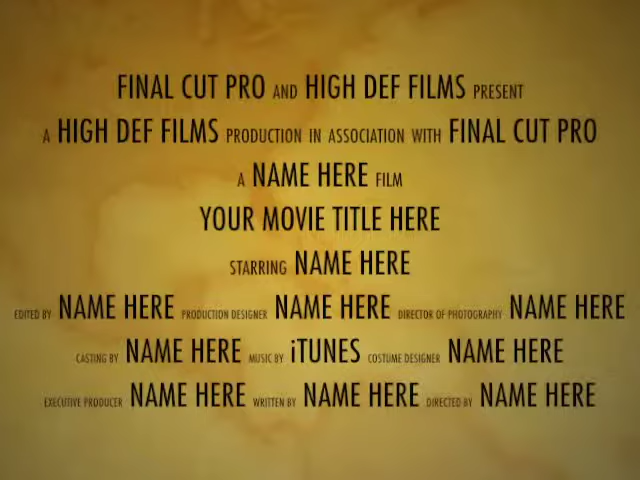 FINAL CUT PRO AND HIGH DEF FILMS PRESENT
A HIGH DEF FILMS PRODUCTION IN ASSOCIATION WITH FINAL CUT PRO
A NAME HERE FILM
YOUR MOVIE TITLE HERE
STARRING NAME HERE
EDITED BY NAME HERE PRODUCTION DESIGNER NAME HERE DIRECTOR OF PHOTOGRAPHY NAME HERE
CASTING BY NAME HERE MUSIC BY iTUNES COSTUME DESIGNER NAME HERE
EXECUTIVE PRODUCER NAME HERE WRITTEN BY NAME HERE DIRECTED BY NAME HERE